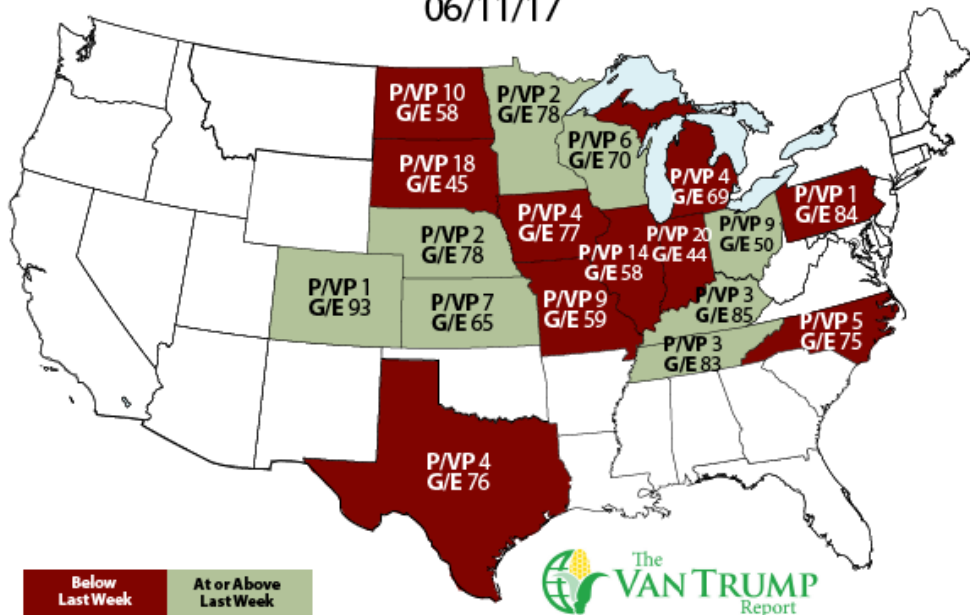 06/11/17
P/VP 10
G/E 58
P/VP 2
G/E 78
P/VP 6
G/E 70
P/VP 18
G/E 45
P/VP 4
G/E 69
P/VP 1
G/E 84
P/VP 4
G/E 77
P/VP 20
G/E 44
P/VP 9
G/E 50
P/VP 2
G/E 78
P/VP 14
G/E 58
P/VP 1
G/E 93
P/VP 7
G/E 65
P/VP 9
G/E 59
P/VP 3
G/E 85
P/VP 5
G/E 75
P/VP 3
G/E 83
P/VP 4
G/E 76
Below
Last Week
At or Above
Last Week
The
VAN TRUMP
Report